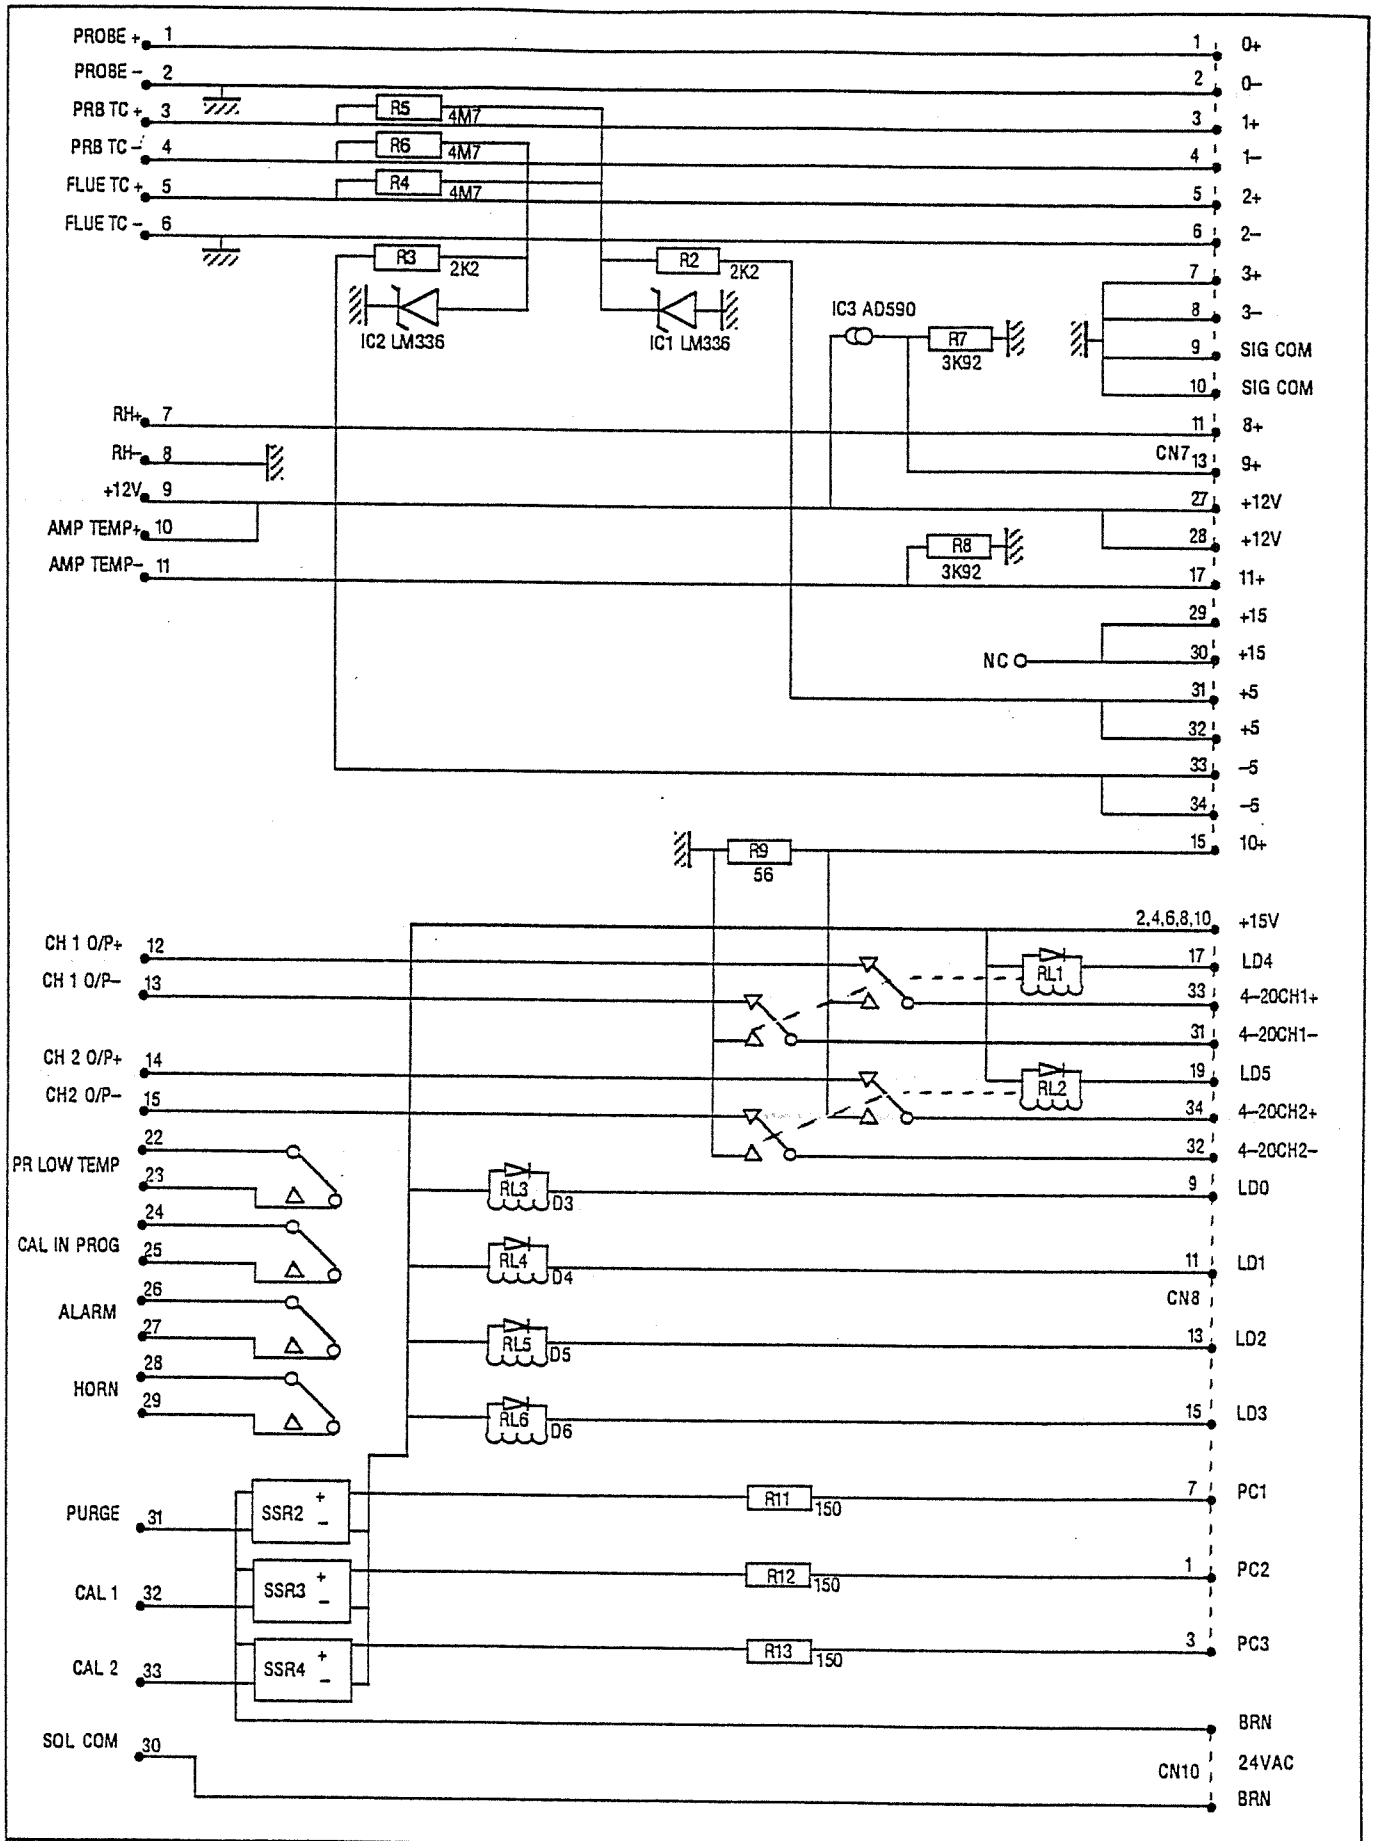 PROBE + 1 1 0+
PROBE - 2 2 0-
PRB TC + 3 R5 4M7 3 1+
PRB TC - 4 R6 4M7 4 1-
FLUE TC + 5 R4 4M7 5 2+
FLUE TC - 6 6 2-
R3 2K2 R2 2K2 7 3+
IC2 LM336 IC1 LM336 IC3 AD590 8 3-
R7 3K92 9 SIG COM
10 SIG COM
RH+ 7 11 8+
RH- 8 CN7 13 9+
+12V 9 27 +12V
AMP TEMP+ 10 R8 3K92 28 +12V
AMP TEMP- 11 17 11+
29 +15
NC 30 +15
31 +5
32 +5
33 -5
34 -5
R9 56 15 10+
2,4,6,8,10 +15V
CH 1 O/P+ 12 RL1 17 LD4
CH 1 O/P- 13 33 4-20CH1+
31 4-20CH1-
CH 2 O/P+ 14 RL2 19 LD5
CH2 O/P- 15 34 4-20CH2+
32 4-20CH2-
PR LOW TEMP 22 23 RL3 D3 9 LD0
CAL IN PROG 24 25 RL4 D4 11 LD1
CN8
ALARM 26 27 RL5 D5 13 LD2
HORN 28 29 RL6 D6 15 LD3
PURGE 31 SSR2 + - R11 150 7 PC1
CAL 1 32 SSR3 + - R12 150 1 PC2
CAL 2 33 SSR4 + - R13 150 3 PC3
BRN
SOL COM 30 CN10 24VAC
BRN